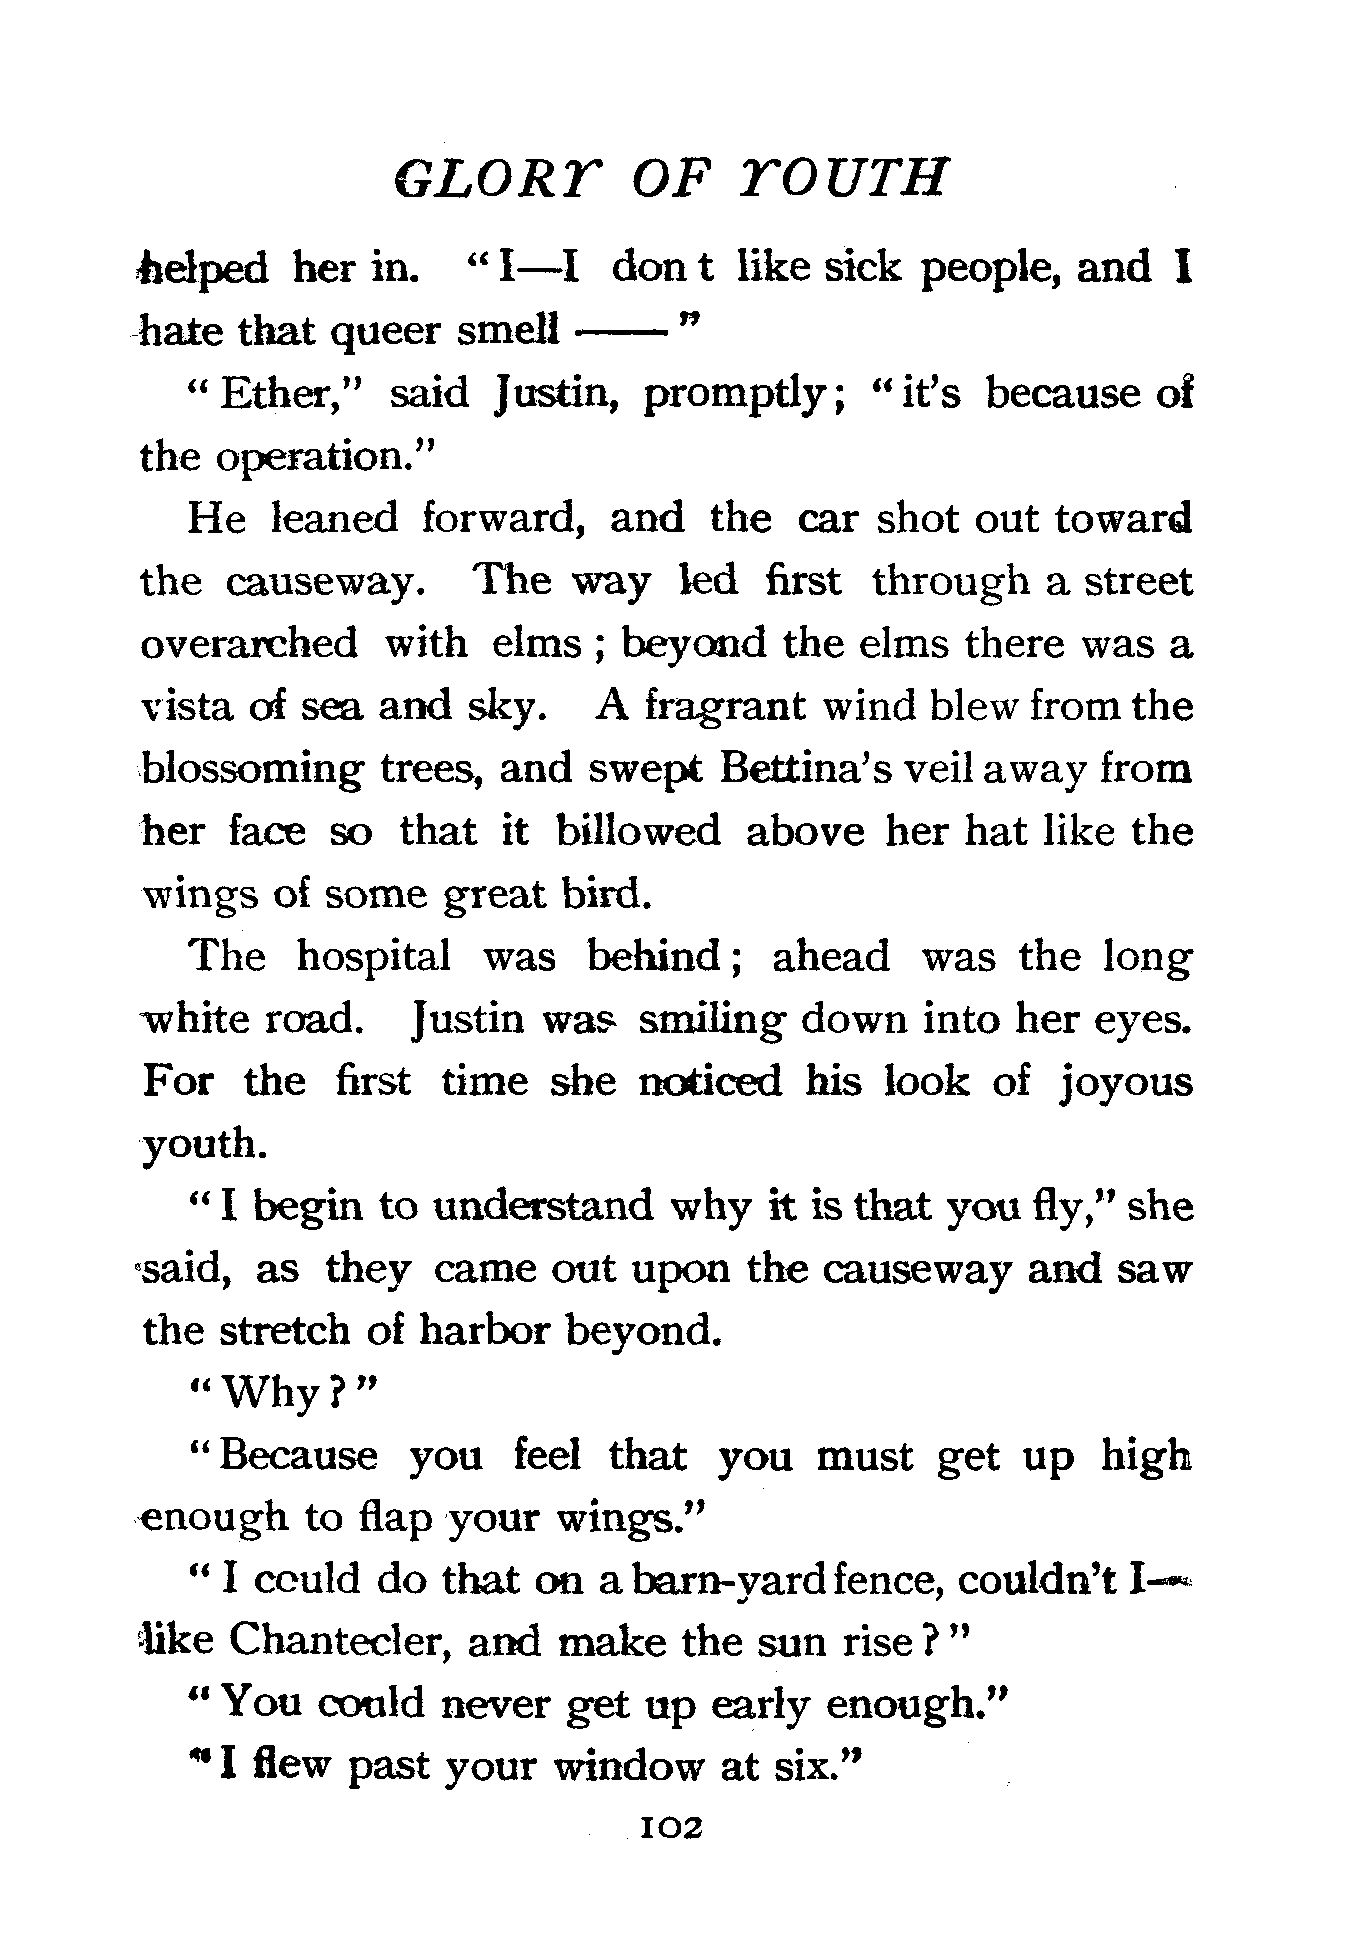 GLORY OF YOUTH
helped her in. “ I—I don t like sick people, and I
hate that queer smell —— ”
“ Ether,” said Justin, promptly; “ it’s because of
the operation.”
He leaned forward, and the car shot out toward
the causeway. The way led first through a street
overarched with elms ; beyond the elms there was a
vista of sea and sky. A fragrant wind blew from the
blossoming trees, and swept Bettina’s veil away from
her face so that it billowed above her hat like the
wings of some great bird.
The hospital was behind ; ahead was the long
white road. Justin was smiling down into her eyes.
For the first time she noticed his look of joyous
youth.
“ I begin to understand why it is that you fly,” she
said, as they came out upon the causeway and saw
the stretch of harbor beyond.
“ Why ? ”
“ Because you feel that you must get up high
enough to flap your wings.”
“ I could do that on a barn-yard fence, couldn’t I—
like Chantecler, and make the sun rise ? ”
“ You could never get up early enough.”
“ I flew past your window at six.”
102